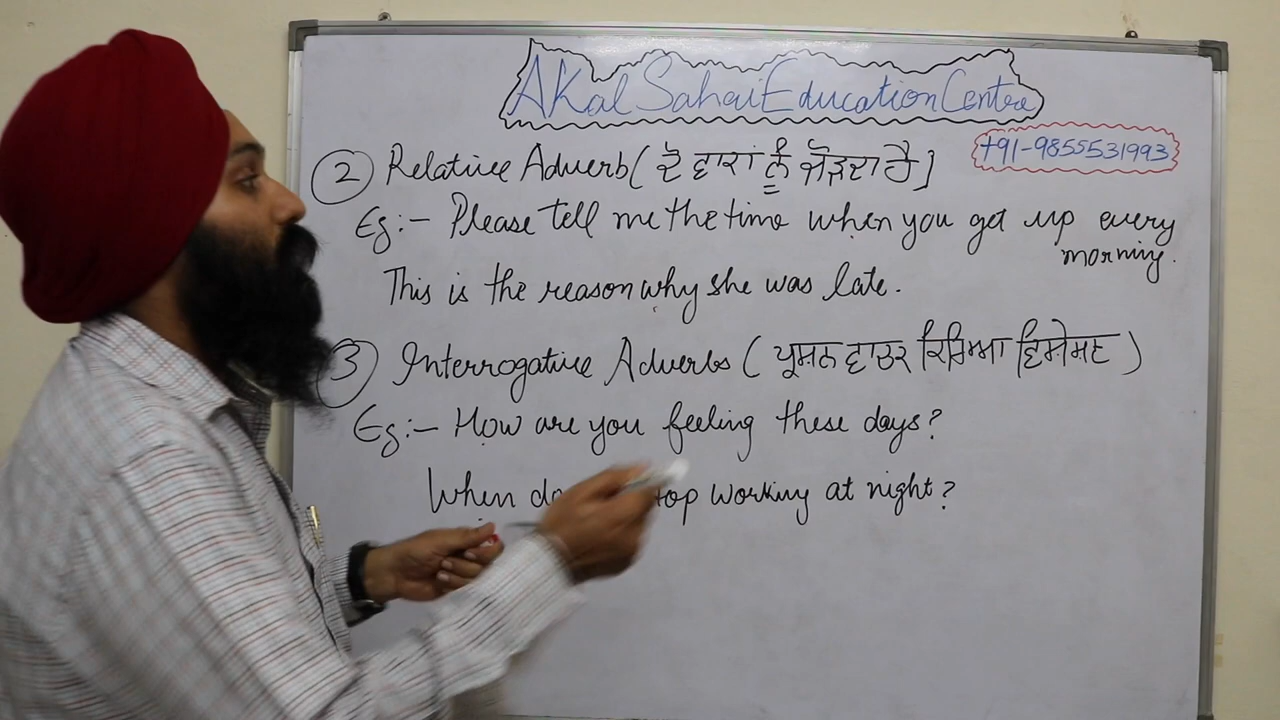 AKal Sahai Education Centre
+91-9855531993
② Relative Adverb ( ਦੋ ਵਾਕਾਂ ਨੂੰ ਜੋੜਦਾ ਹੈ ]
Eg:- Please tell me the time when you get up every
morning.
This is the reason why she was late.
③ Interrogative Adverbs ( ਪ੍ਰਸ਼ਨ ਵਾਚਕ ਕਿਰਿਆ ਵਿਸ਼ੇਸ਼ਣ )
Eg:- How are you feeling these days?
When do working at night?